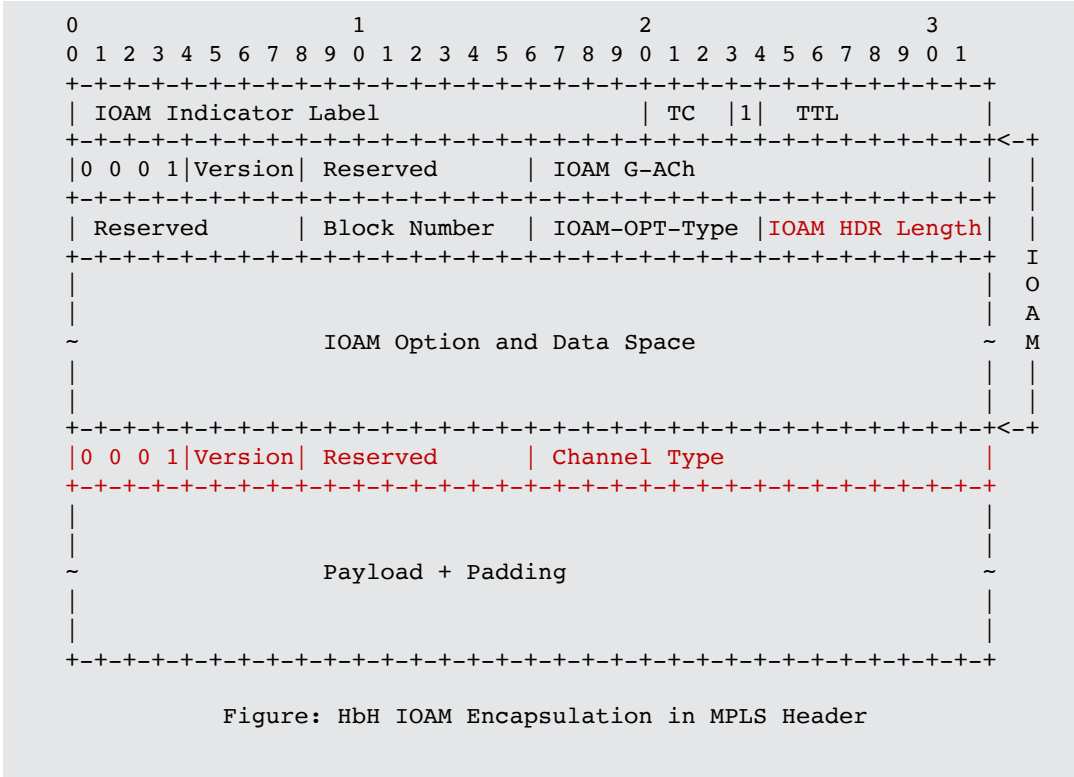 0                   1                   2                   3
0 1 2 3 4 5 6 7 8 9 0 1 2 3 4 5 6 7 8 9 0 1 2 3 4 5 6 7 8 9 0 1
+-+-+-+-+-+-+-+-+-+-+-+-+-+-+-+-+-+-+-+-+-+-+-+-+-+-+-+-+-+-+-+-+
| IOAM Indicator Label                  | TC  |1|  TTL          |
+-+-+-+-+-+-+-+-+-+-+-+-+-+-+-+-+-+-+-+-+-+-+-+-+-+-+-+-+-+-+-+-+<-+
|0 0 0 1|Version| Reserved      | IOAM G-ACh                    |  |
+-+-+-+-+-+-+-+-+-+-+-+-+-+-+-+-+-+-+-+-+-+-+-+-+-+-+-+-+-+-+-+-+  |
| Reserved      | Block Number  | IOAM-OPT-Type |IOAM HDR Length|  |
+-+-+-+-+-+-+-+-+-+-+-+-+-+-+-+-+-+-+-+-+-+-+-+-+-+-+-+-+-+-+-+-+  I
|                                                               |  O
|                                                               |  A
~                 IOAM Option and Data Space                    ~  M
|                                                               |  |
|                                                               |  |
+-+-+-+-+-+-+-+-+-+-+-+-+-+-+-+-+-+-+-+-+-+-+-+-+-+-+-+-+-+-+-+-+<-+
|0 0 0 1|Version| Reserved      | Channel Type                  |
+-+-+-+-+-+-+-+-+-+-+-+-+-+-+-+-+-+-+-+-+-+-+-+-+-+-+-+-+-+-+-+-+
|                                                               |
|                                                               |
~                 Payload + Padding                             ~
|                                                               |
|                                                               |
+-+-+-+-+-+-+-+-+-+-+-+-+-+-+-+-+-+-+-+-+-+-+-+-+-+-+-+-+-+-+-+-+
Figure: HbH IOAM Encapsulation in MPLS Header